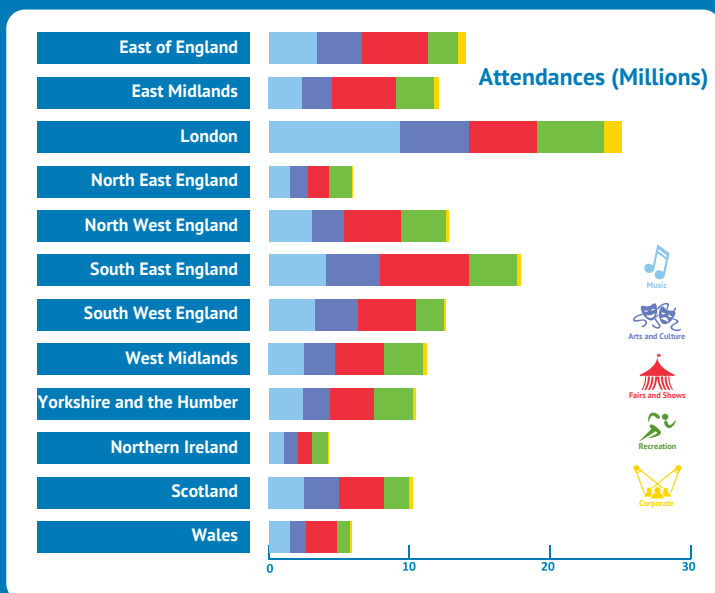 East of England
Attendances (Millions)
East Midlands
London
North East England
North West England
South East England
Music
South West England
Arts and Culture
West Midlands
Fairs and Shows
Yorkshire and the Humber
Northern Ireland
Recreation
Scotland
Corporate
Wales
0 10 20 30